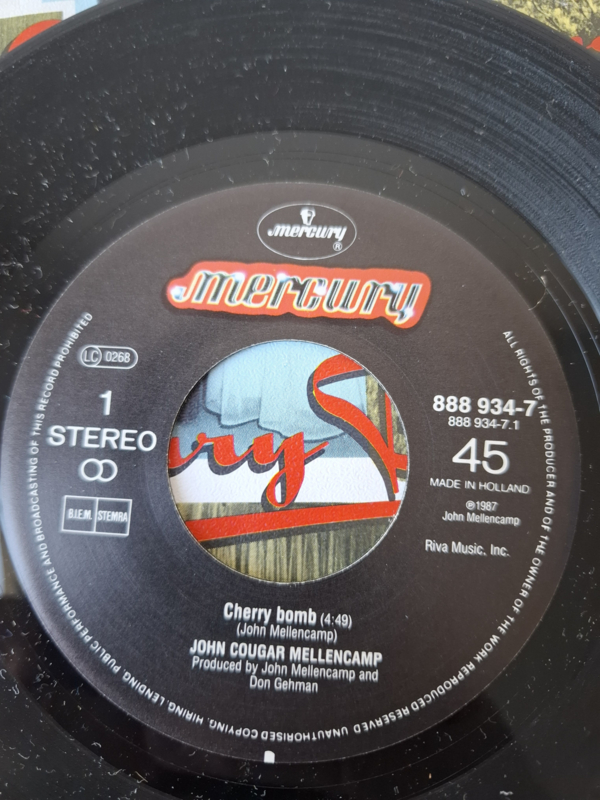 mercury ®
mercury
LC 0268
1
STEREO
B.I.E.M. STEMRA
888 934-7
888 934-7.1
45
MADE IN HOLLAND
℗1987
John Mellencamp
Riva Music, Inc.
ry
Cherry bomb (4:49)
(John Mellencamp)
JOHN COUGAR MELLENCAMP
Produced by John Mellencamp and
Don Gehman
ALL RIGHTS OF THE PRODUCER AND OF THE OWNER OF THE WORK REPRODUCED RESERVED UNAUTHORISED COPYING, HIRING, LENDING, PUBLIC PERFORMANCE AND BROADCASTING OF THIS RECORD PROHIBITED